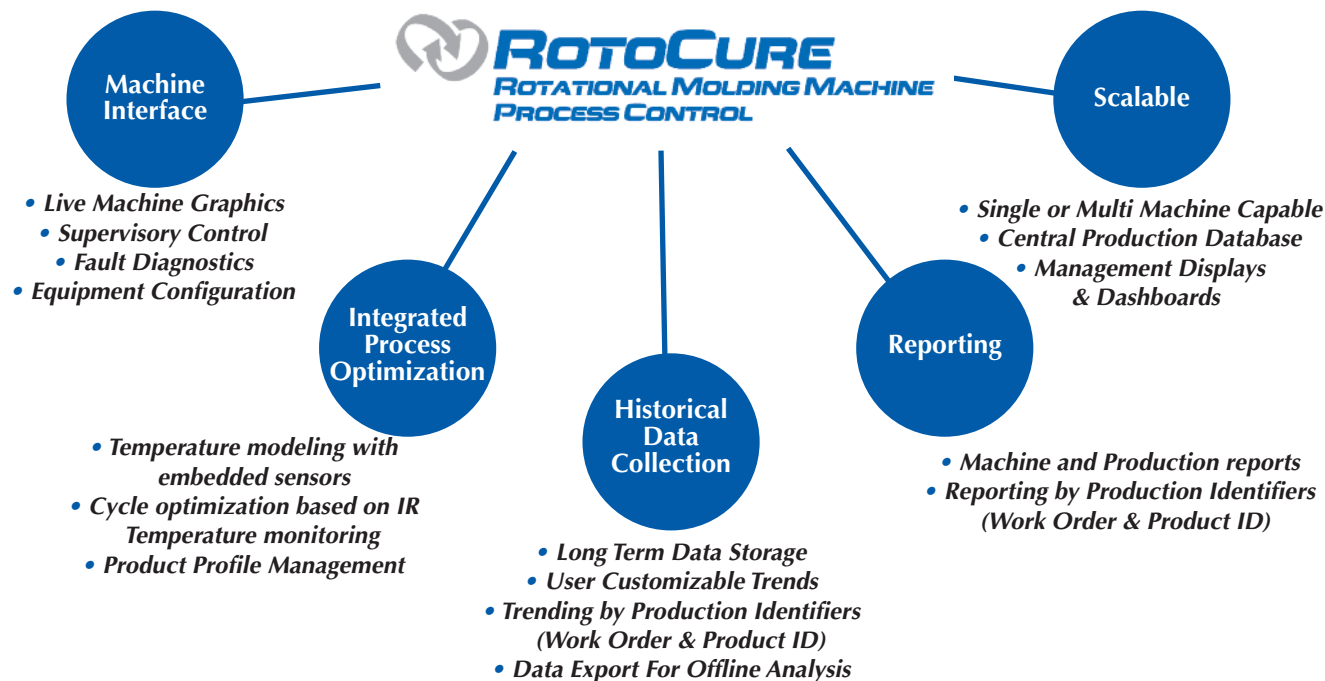 ROTOCURE
ROTATIONAL MOLDING MACHINE
PROCESS CONTROL
Machine
Interface
• Live Machine Graphics
• Supervisory Control
• Fault Diagnostics
• Equipment Configuration
Integrated
Process
Optimization
• Temperature modeling with
embedded sensors
• Cycle optimization based on IR
Temperature monitoring
• Product Profile Management
Historical
Data
Collection
• Long Term Data Storage
• User Customizable Trends
• Trending by Production Identifiers
(Work Order & Product ID)
• Data Export For Offline Analysis
Reporting
• Machine and Production reports
• Reporting by Production Identifiers
(Work Order & Product ID)
Scalable
• Single or Multi Machine Capable
• Central Production Database
• Management Displays
& Dashboards